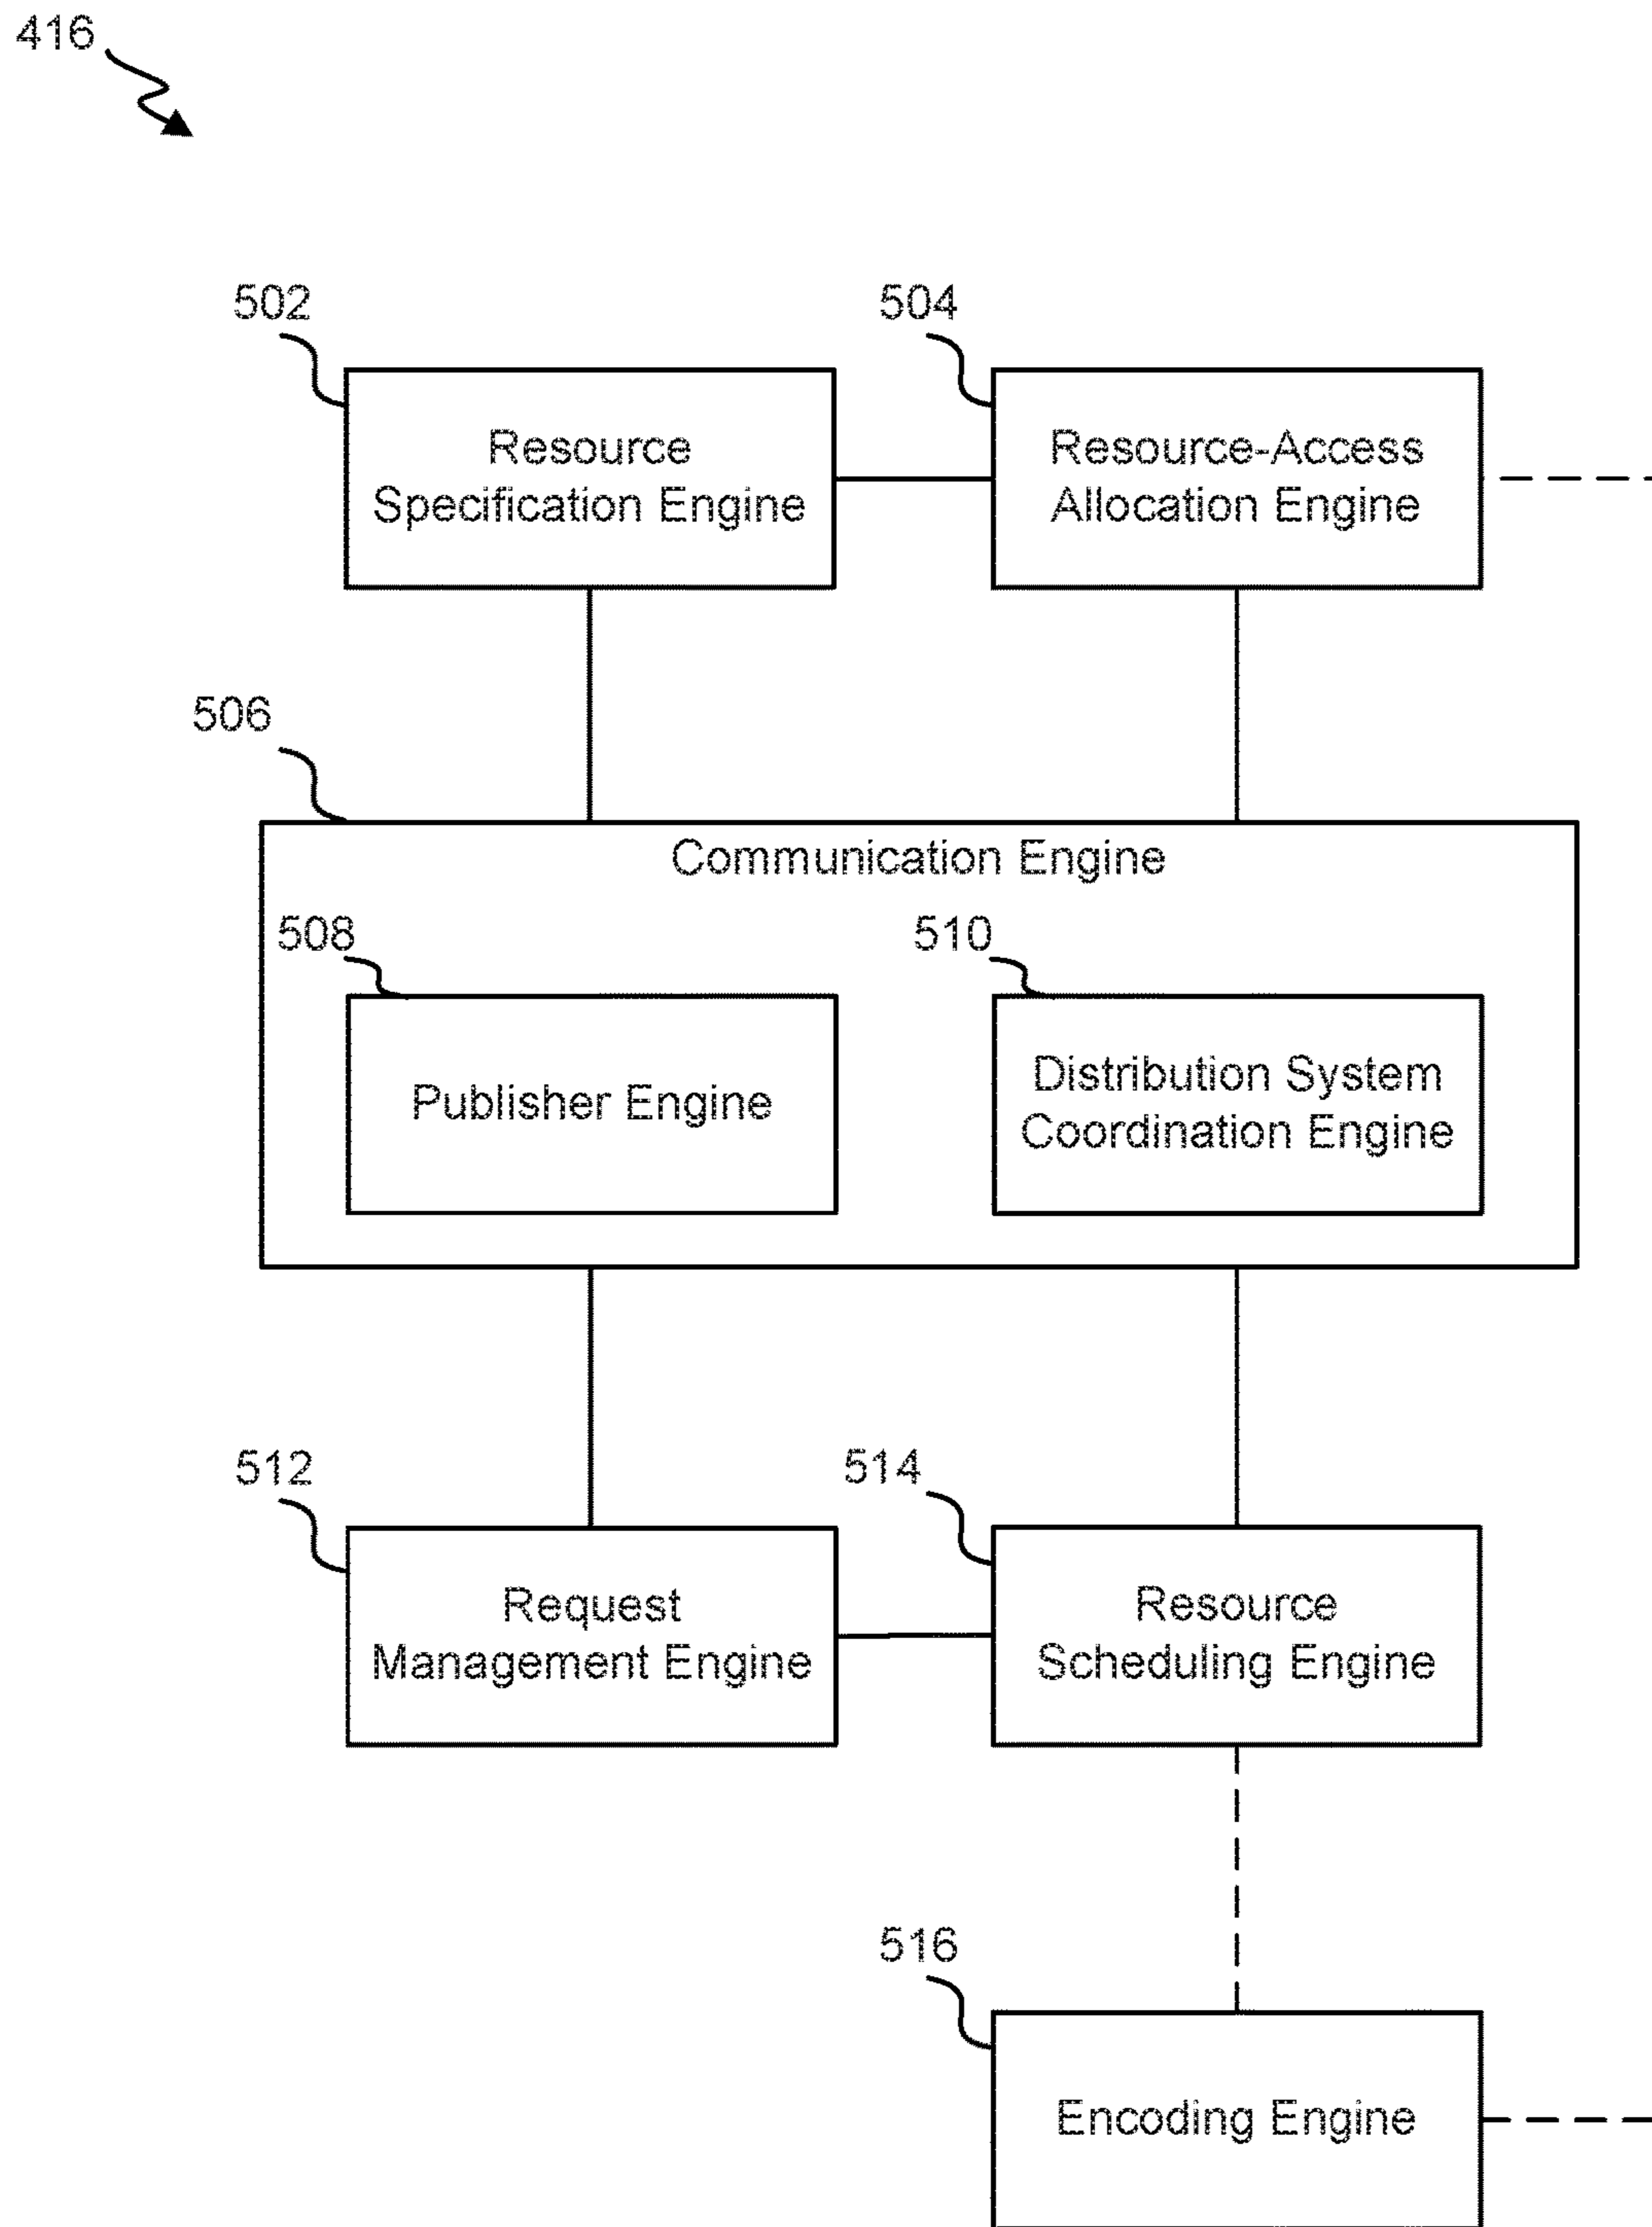 416
502
504
Resource
Specification Engine
Resource-Access
Allocation Engine
506
Communication Engine
508
510
Publisher Engine
Distribution System
Coordination Engine
512
514
Request
Management Engine
Resource
Scheduling Engine
516
Encoding Engine